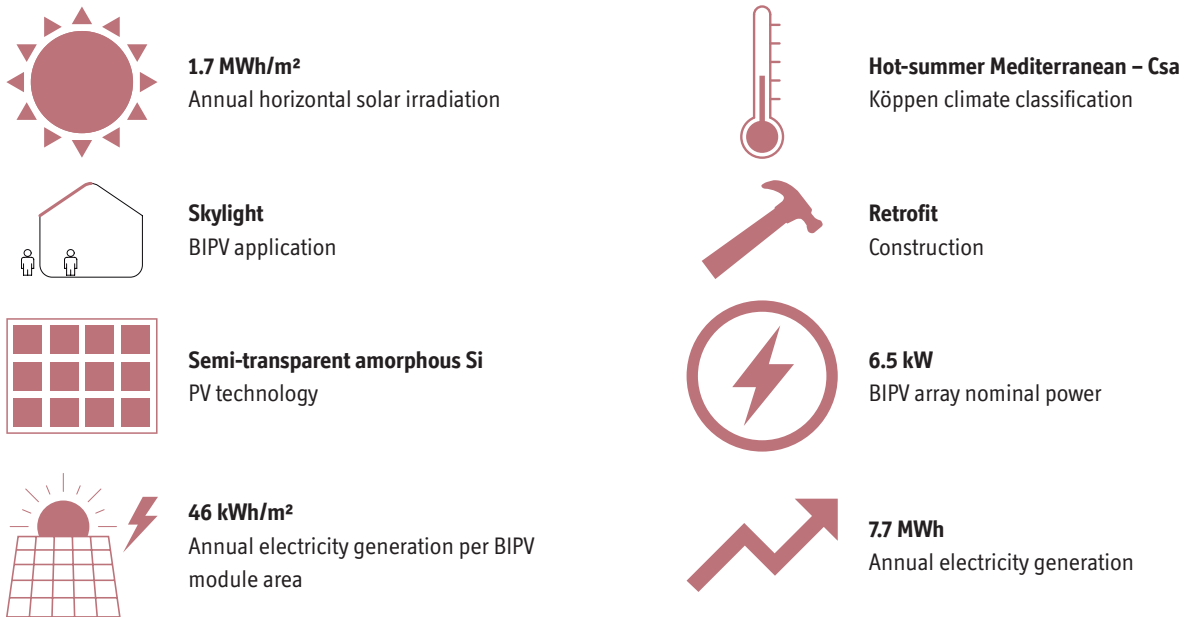 1.7 MWh/m²
Annual horizontal solar irradiation
Hot-summer Mediterranean – Csa
Köppen climate classification
Skylight
BIPV application
Retrofit
Construction
Semi-transparent amorphous Si
PV technology
6.5 kW
BIPV array nominal power
46 kWh/m²
Annual electricity generation per BIPV
module area
7.7 MWh
Annual electricity generation